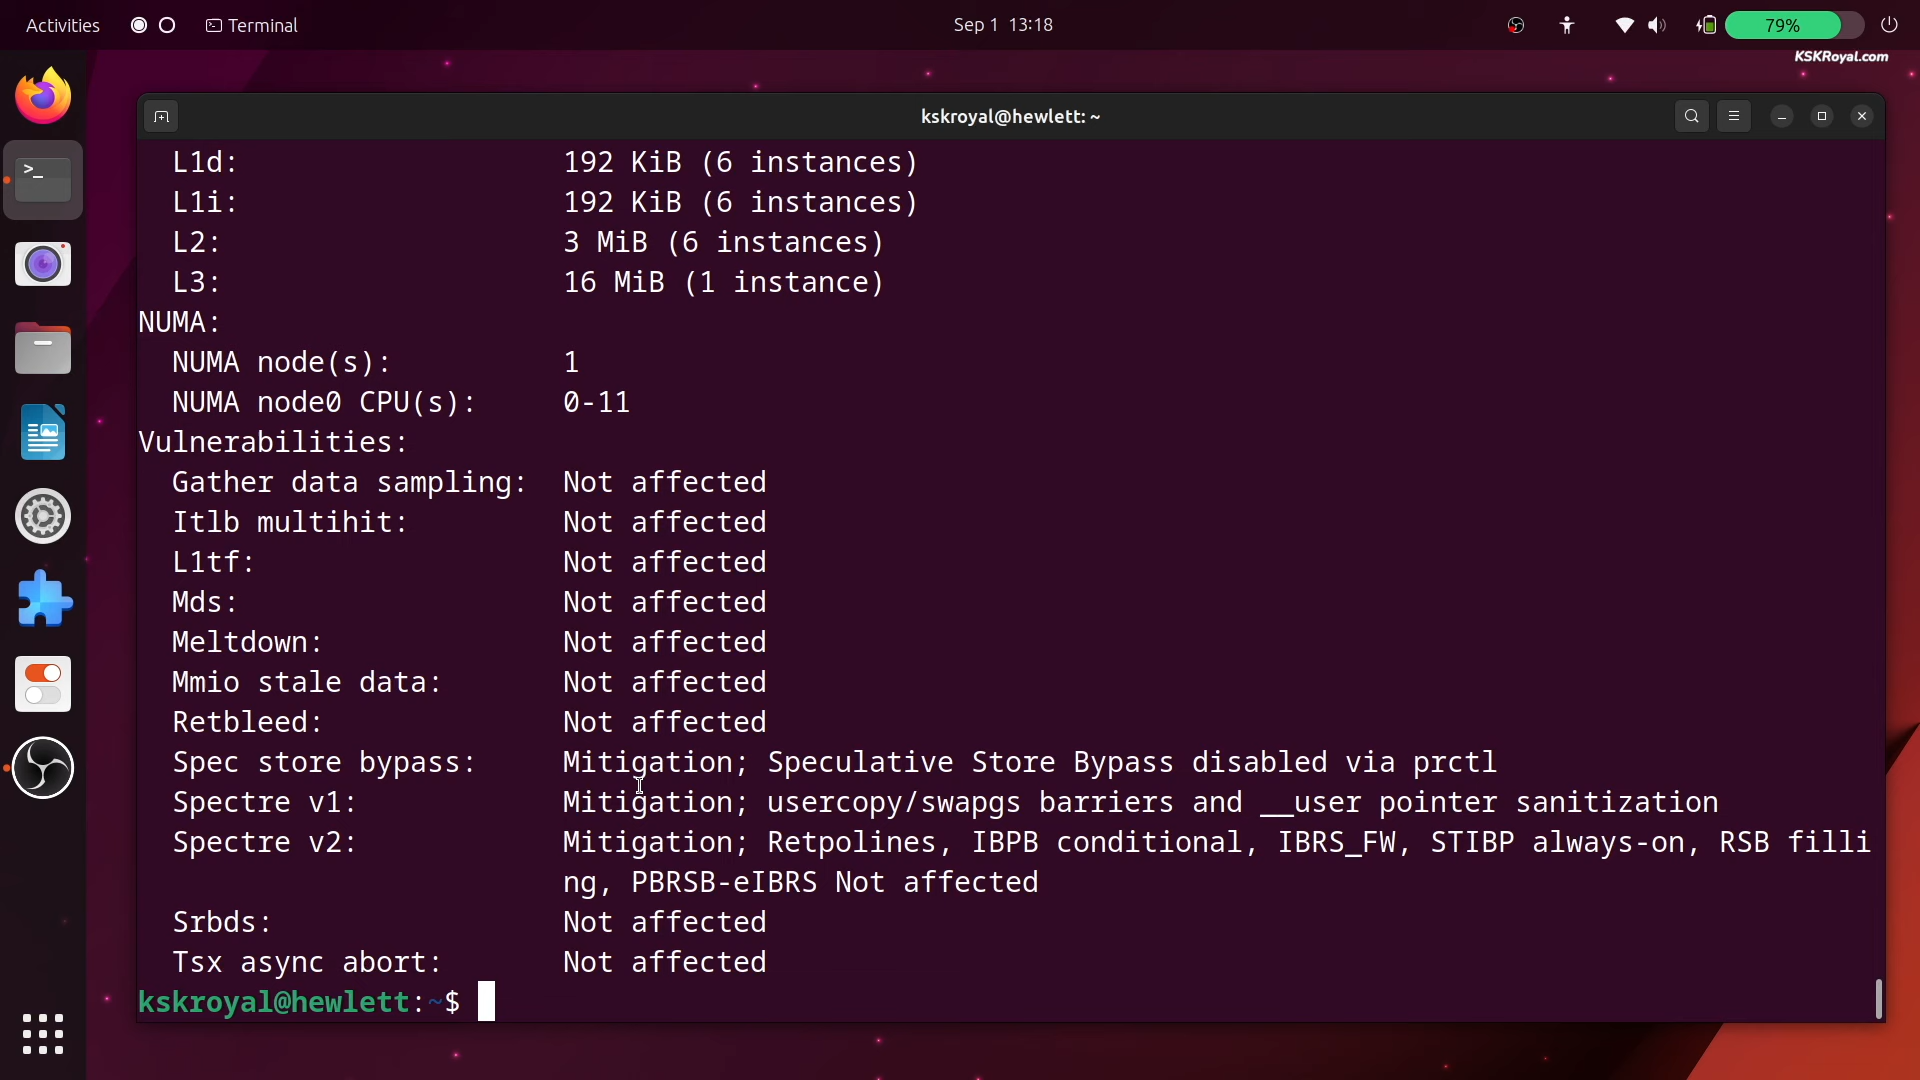 Activities Terminal Sep 1 13:18 79%
KSKRoyal.com
kskroyal@hewlett: ~
L1d: 192 KiB (6 instances)
L1i: 192 KiB (6 instances)
L2: 3 MiB (6 instances)
L3: 16 MiB (1 instance)
NUMA:
NUMA node(s): 1
NUMA node0 CPU(s): 0-11
Vulnerabilities:
Gather data sampling: Not affected
Itlb multihit: Not affected
L1tf: Not affected
Mds: Not affected
Meltdown: Not affected
Mmio stale data: Not affected
Retbleed: Not affected
Spec store bypass: Mitigation; Speculative Store Bypass disabled via prctl
Spectre v1: Mitigation; usercopy/swapgs barriers and __user pointer sanitization
Spectre v2: Mitigation; Retpolines, IBPB conditional, IBRS_FW, STIBP always-on, RSB filli
ng, PBRSB-eIBRS Not affected
Srbds: Not affected
Tsx async abort: Not affected
kskroyal@hewlett:~$